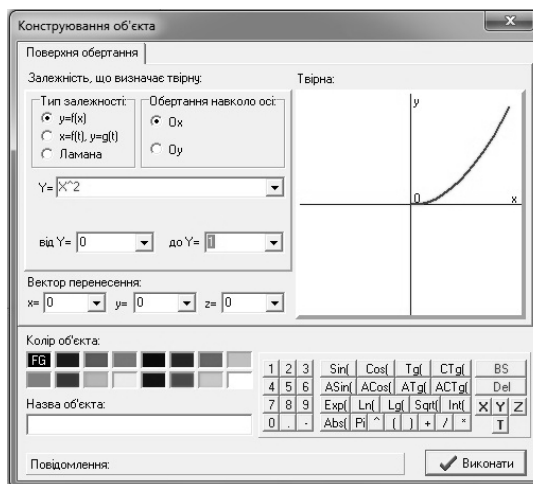 Конструювання об'єкта
Поверхня обертання
Залежність, що визначає твірну:
Твірна:
Тип залежності:
y=f(x)
x=f(t), y=g(t)
Ламана
Обертання навколо осі:
Ox
Oy
Y= X^2
від Y= 0 до Y= 1
y
0
x
Вектор перенесення:
x= 0 y= 0 z= 0
Колір об'єкта:
FG
Назва об'єкта:
1 2 3 Sin( Cos( Tg( CTg( BS
4 5 6 ASin( ACos( ATg( ACTg( Del
7 8 9 Exp( Ln( Lg( Sqrt( Int( X Y Z
0 . - Abs( Pi ^ ( ) + / * T
Повідомлення:
Виконати